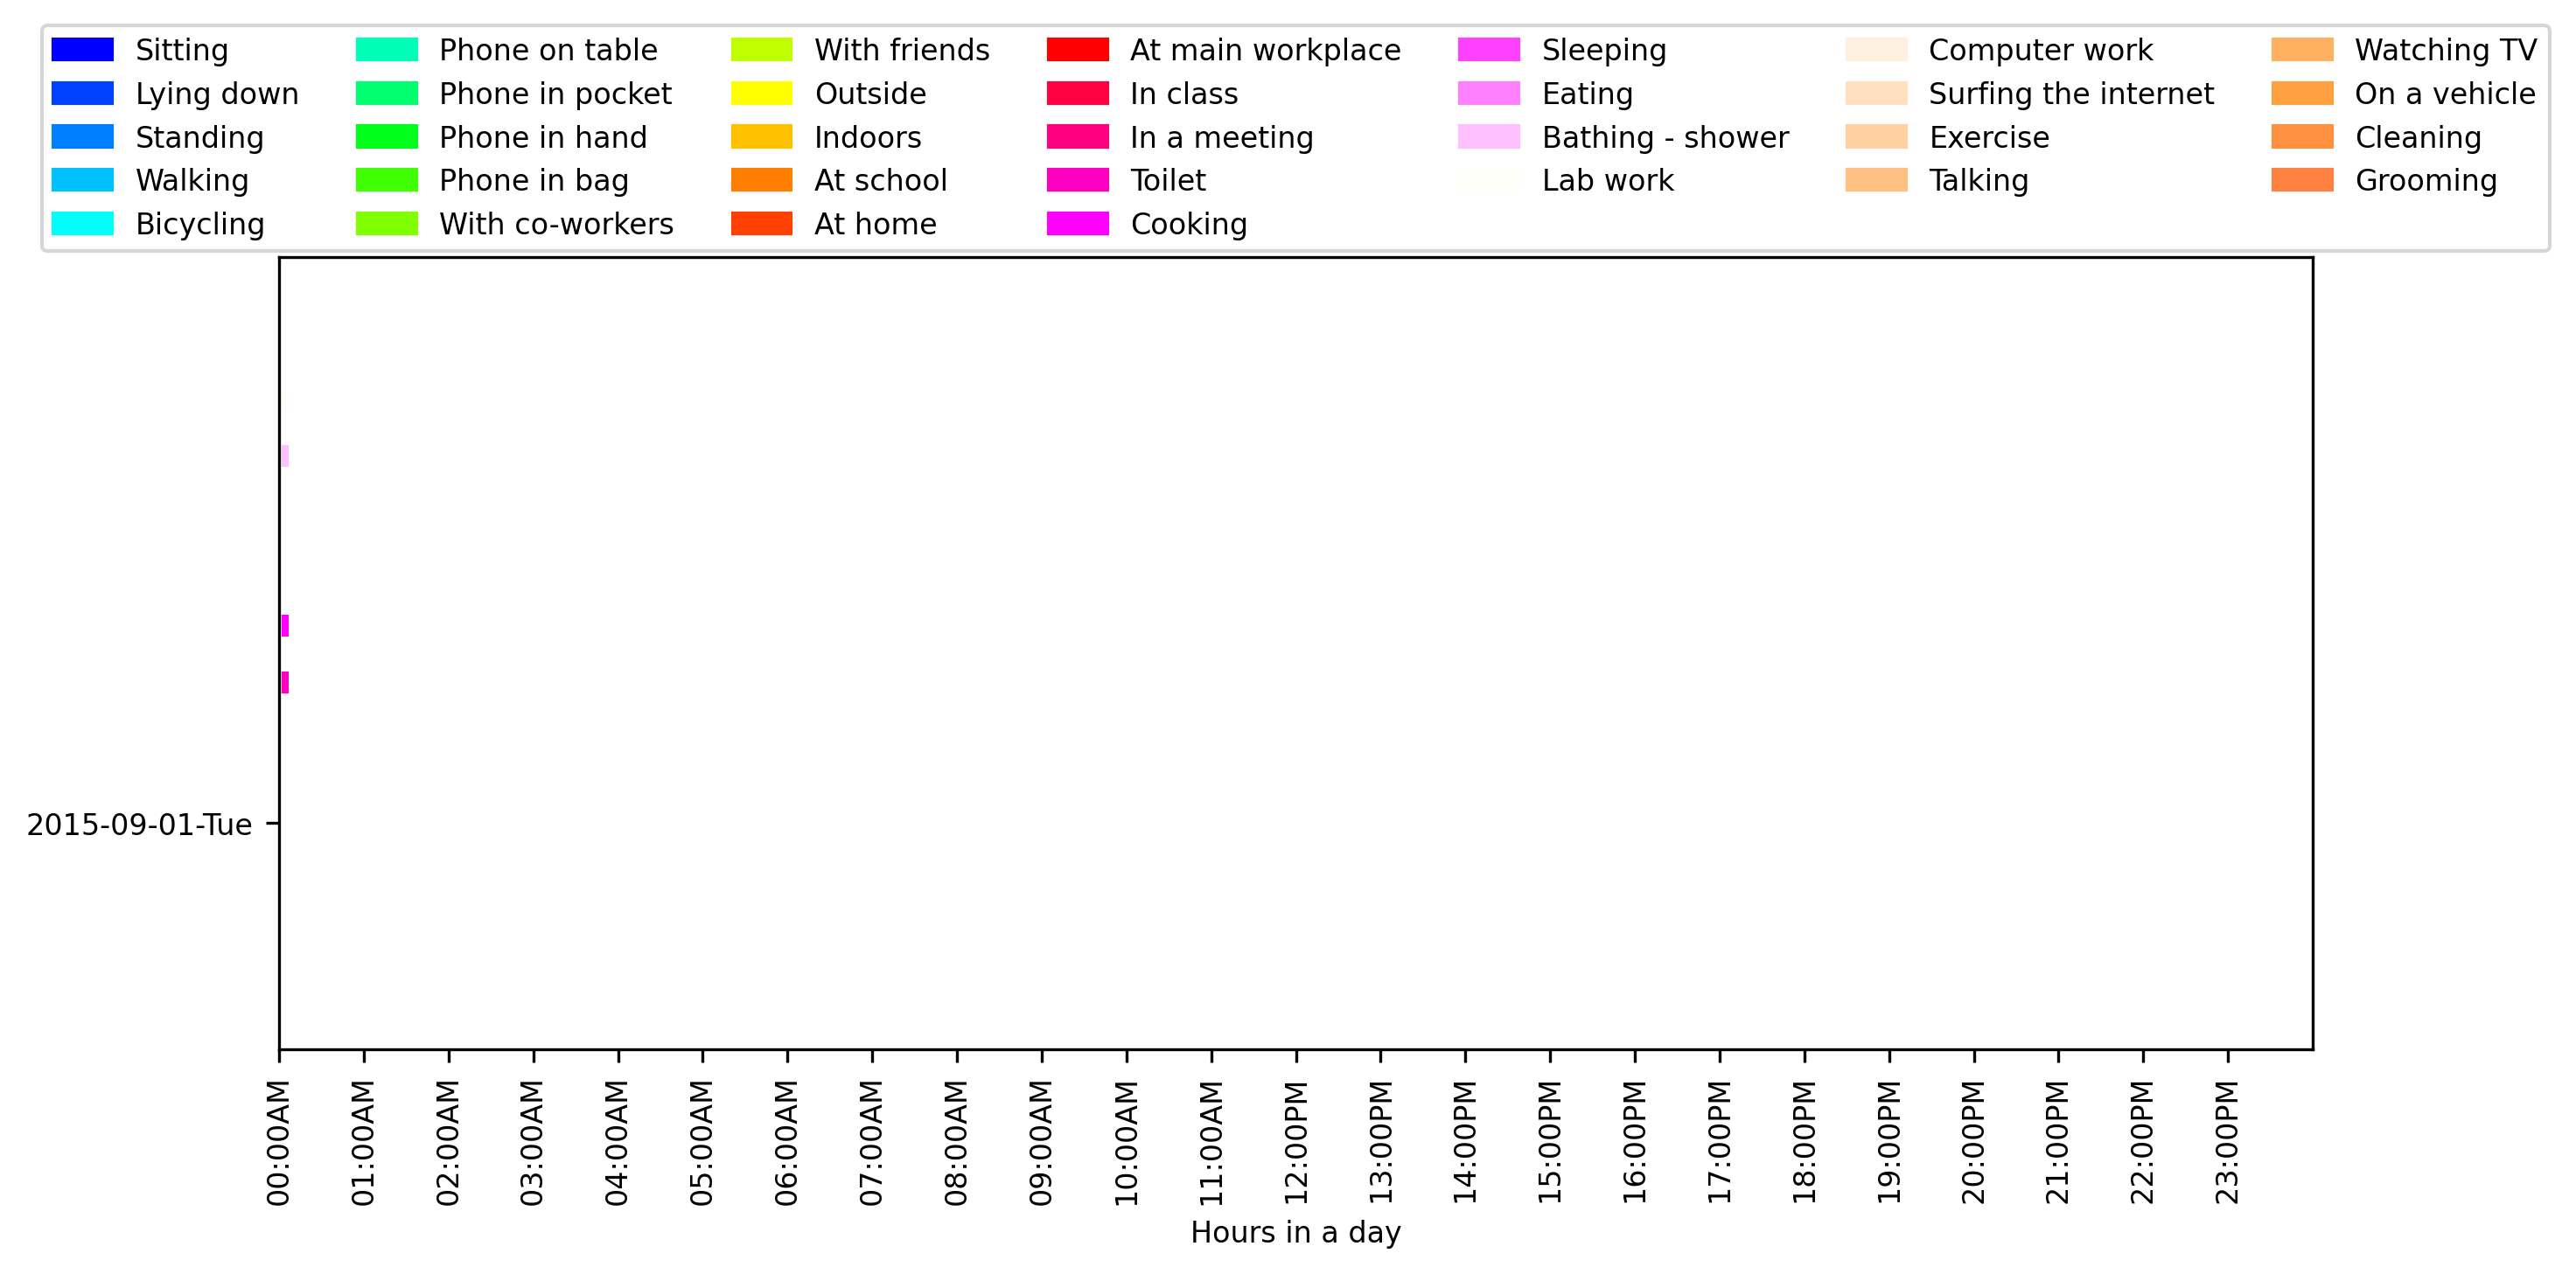 Sitting Phone on table With friends At main workplace Sleeping Computer work Watching TV
Lying down Phone in pocket Outside In class Eating Surfing the internet On a vehicle
Standing Phone in hand Indoors In a meeting Bathing - shower Exercise Cleaning
Walking Phone in bag At school Toilet Lab work Talking Grooming
Bicycling With co-workers At home Cooking
2015-09-01-Tue
00:00AM
01:00AM
02:00AM
03:00AM
04:00AM
05:00AM
06:00AM
07:00AM
08:00AM
09:00AM
10:00AM
11:00AM
12:00PM
13:00PM
14:00PM
15:00PM
16:00PM
17:00PM
18:00PM
19:00PM
20:00PM
21:00PM
22:00PM
23:00PM
Hours in a day